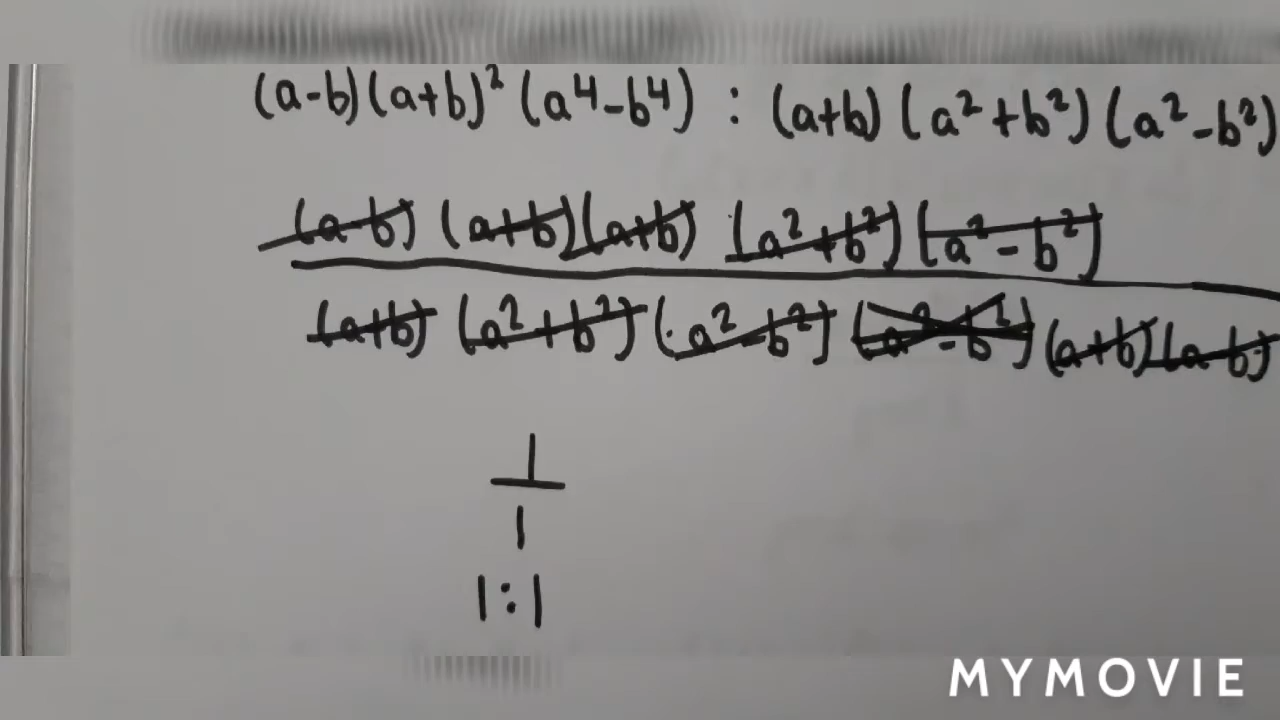 (a-b)(a+b)² (a⁴-b⁴) : (a+b) (a²+b²) (a²-b²)
(a-b) (a+b)(a+b) (a²+b²) (a²-b²)
(a+b) (a²+b²) (a²-b²) (a²-b²) (a+b)(a-b)
1
1
1:1
MYMOVIE